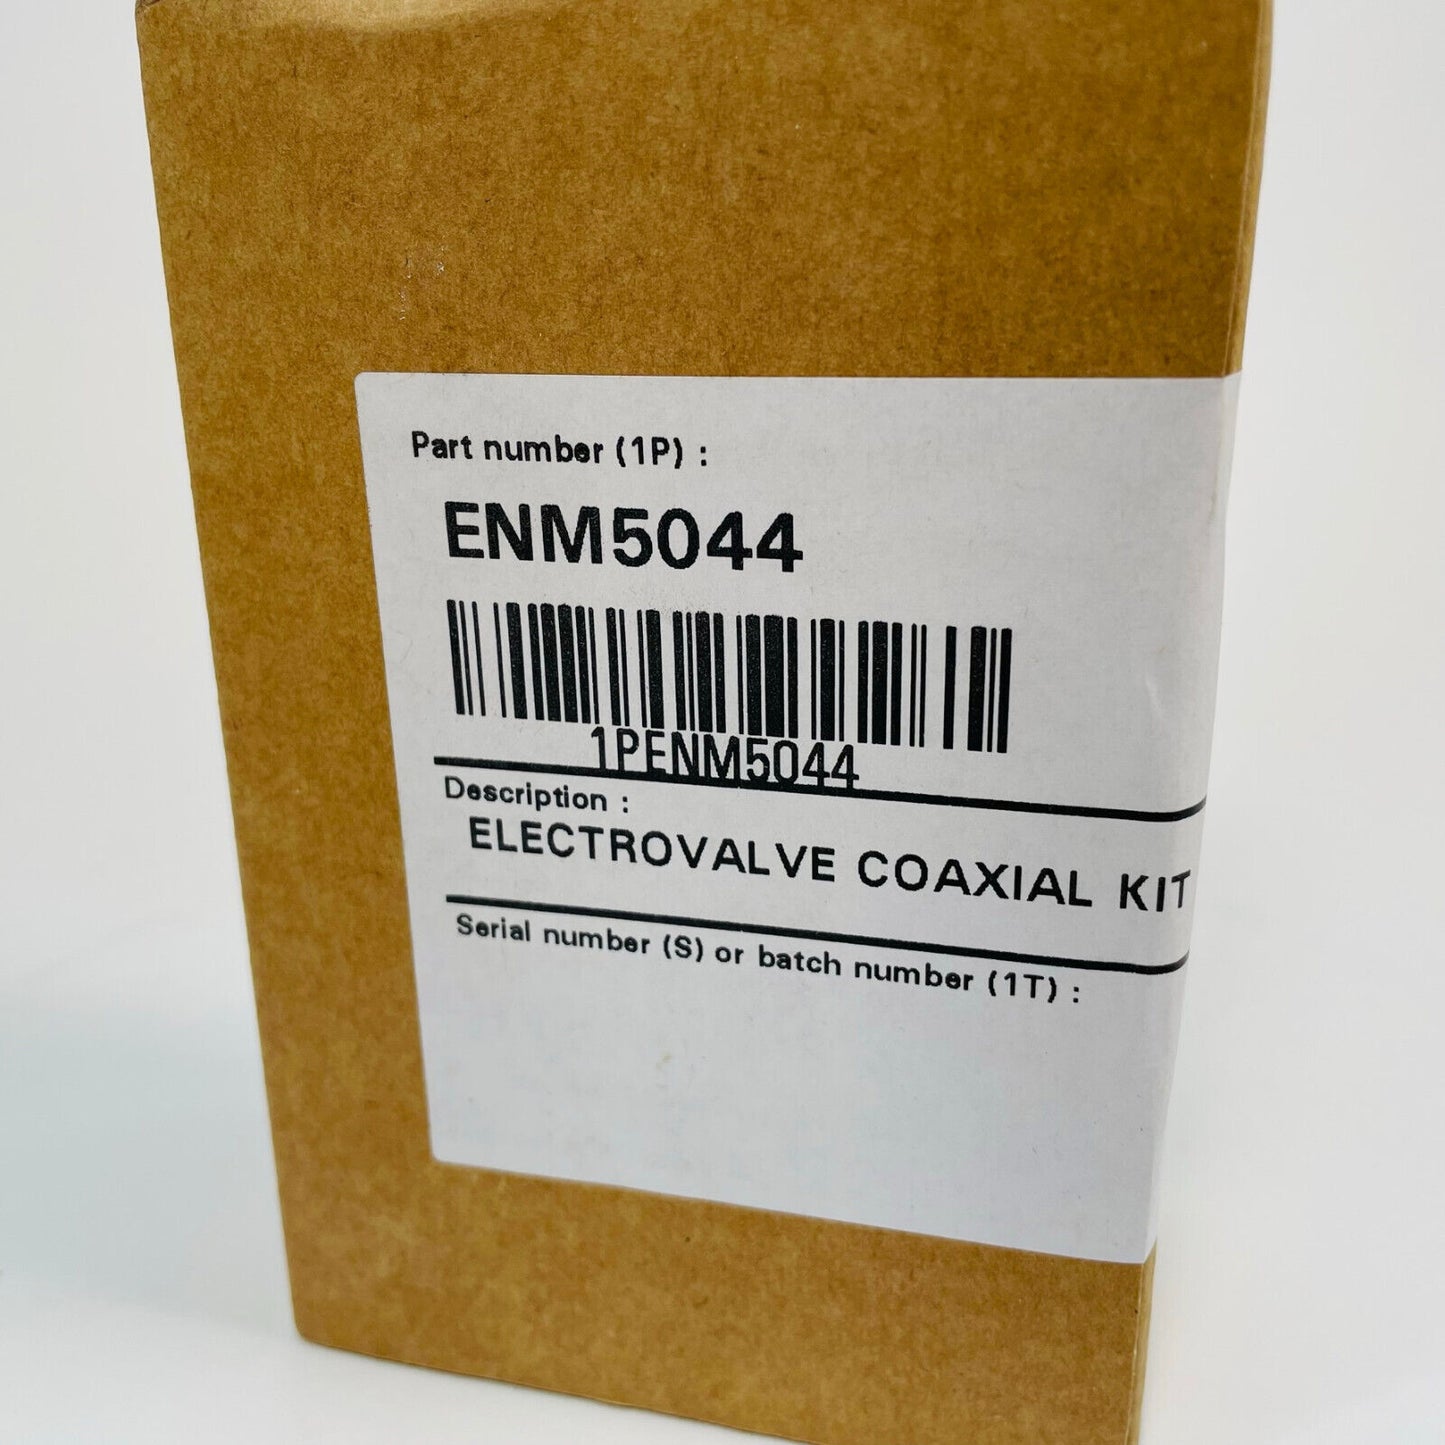 Part number (1P) :
ENM5044
1PENM5044
Description :
ELECTROVALVE COAXIAL KIT
Serial number (S) or batch number (1T) :